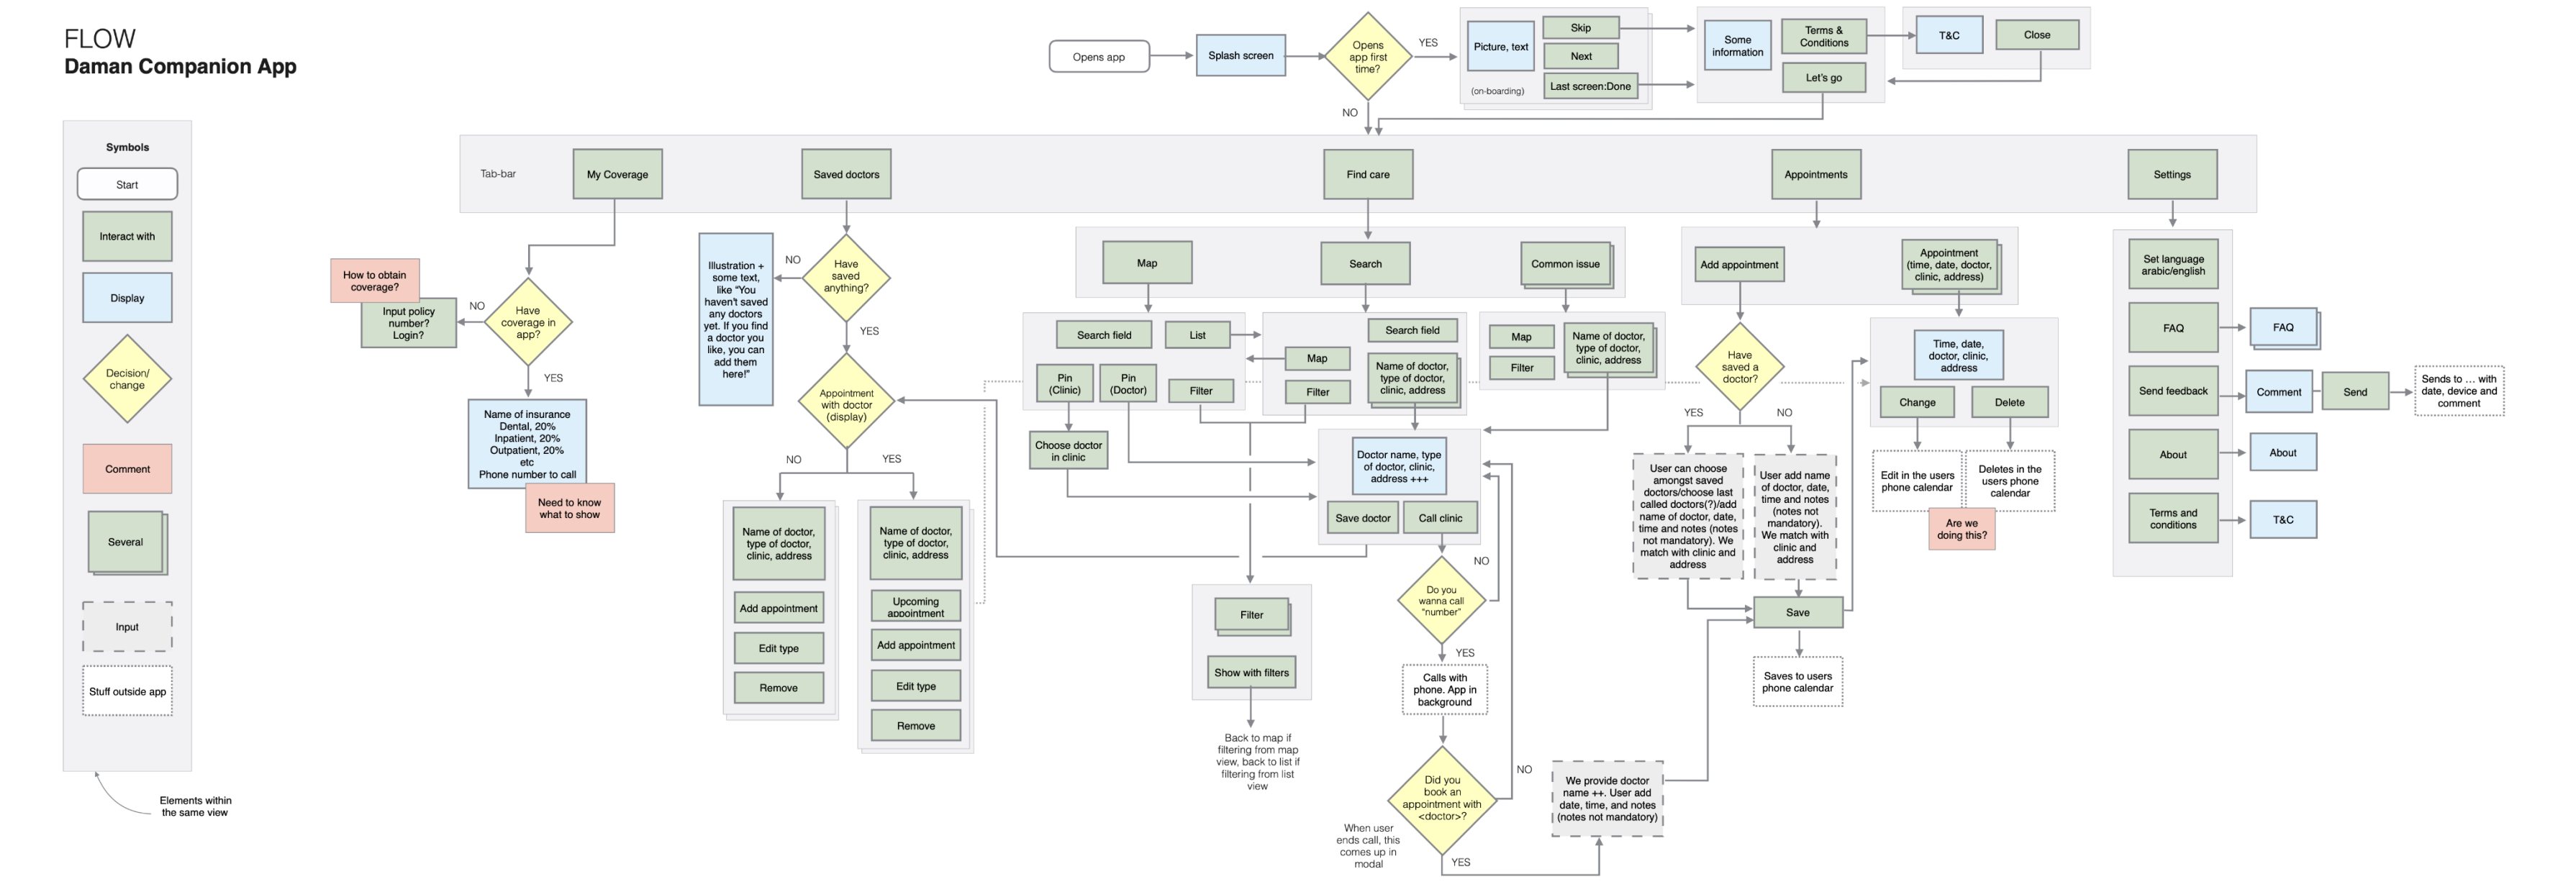 FLOW
Daman Companion App
Symbols
Start
Interact with
Display
Decision/
change
Comment
Several
Input
Stuff outside app
Elements within
the same view
Opens app
Splash screen
Opens
app first
time?
YES
NO
Picture, text
(on-boarding)
Skip
Next
Last screen:Done
Some
information
Terms &
Conditions
Let's go
T&C
Close
Tab-bar
My Coverage
Saved doctors
Find care
Appointments
Settings
How to obtain
coverage?
Input policy
number?
Login?
NO
Have
coverage in
app?
YES
Name of insurance
Dental, 20%
Inpatient, 20%
Outpatient, 20%
etc
Phone number to call
Need to know
what to show
Illustration +
some text,
like “You
haven't saved
any doctors
yet. If you find
a doctor you
like, you can
add them
here!”
NO
Have
saved
anything?
YES
Appointment
with doctor
(display)
NO
YES
Name of doctor,
type of doctor,
clinic, address
Add appointment
Edit type
Remove
Name of doctor,
type of doctor,
clinic, address
Upcoming
appointment
Add appointment
Edit type
Remove
Map
Search
Common issue
Search field
List
Pin
(Clinic)
Pin
(Doctor)
Filter
Choose doctor
in clinic
Search field
Map
Filter
Name of doctor,
type of doctor,
clinic, address
Map
Filter
Name of doctor,
type of doctor,
clinic, address
Doctor name, type
of doctor, clinic,
address +++
Save doctor
Call clinic
NO
Do you
wanna call
“number”
YES
Calls with
phone. App in
background
Did you
book an
appointment with
<doctor>?
NO
YES
When user
ends call, this
comes up in
modal
Filter
Show with filters
Back to map if
filtering from map
view, back to list if
filtering from list
view
We provide doctor
name ++. User add
date, time, and notes
(notes not mandatory)
Add appointment
Appointment
(time, date, doctor,
clinic, address)
Have
saved a
doctor?
YES
NO
User can choose
amongst saved
doctors/choose last
called doctors(?)/add
name of doctor, date,
time and notes (notes
not mandatory). We
match with clinic and
address
User add name
of doctor, date,
time and notes
(notes not
mandatory).
We match with
clinic and
address
Save
Saves to users
phone calendar
Time, date,
doctor, clinic,
address
Change
Delete
Edit in the users
phone calendar
Deletes in the
users phone
calendar
Are we
doing this?
Set language
arabic/english
FAQ
FAQ
Send feedback
Comment
Send
Sends to ... with
date, device and
comment
About
About
Terms and
conditions
T&C